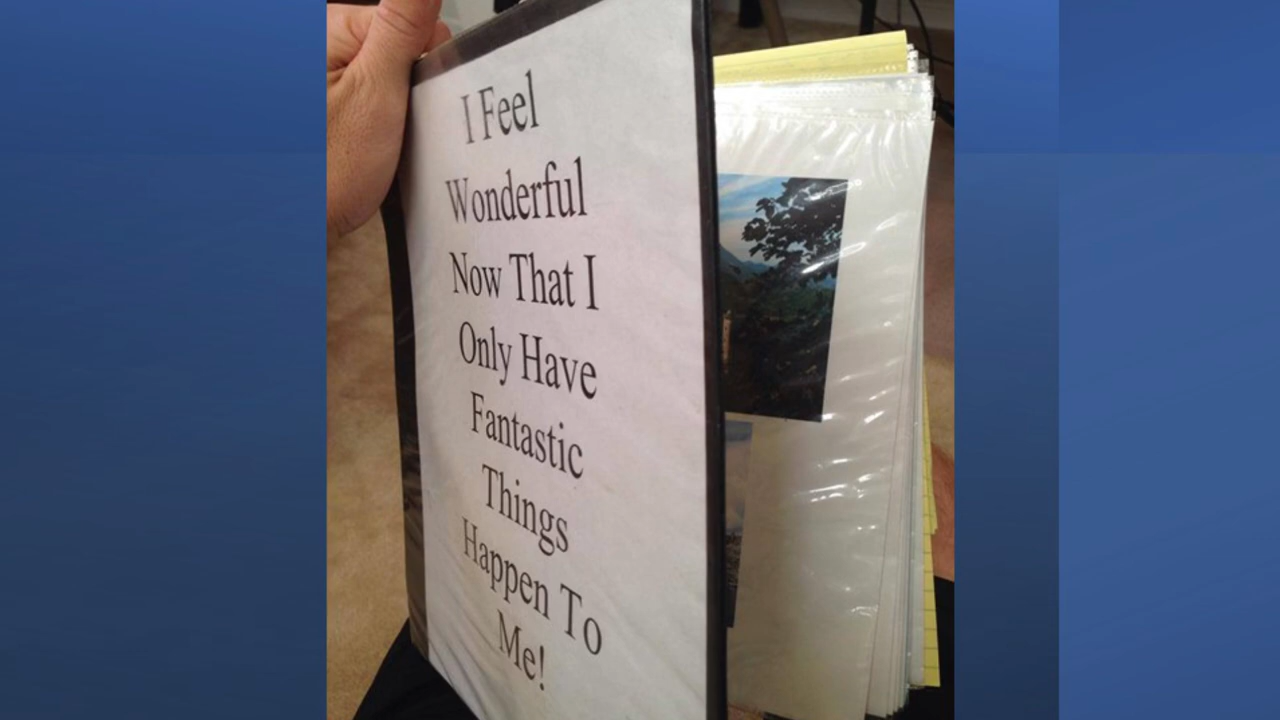 I Feel
Wonderful
Now That I
Only Have
Fantastic
Things
Happen To
Me!